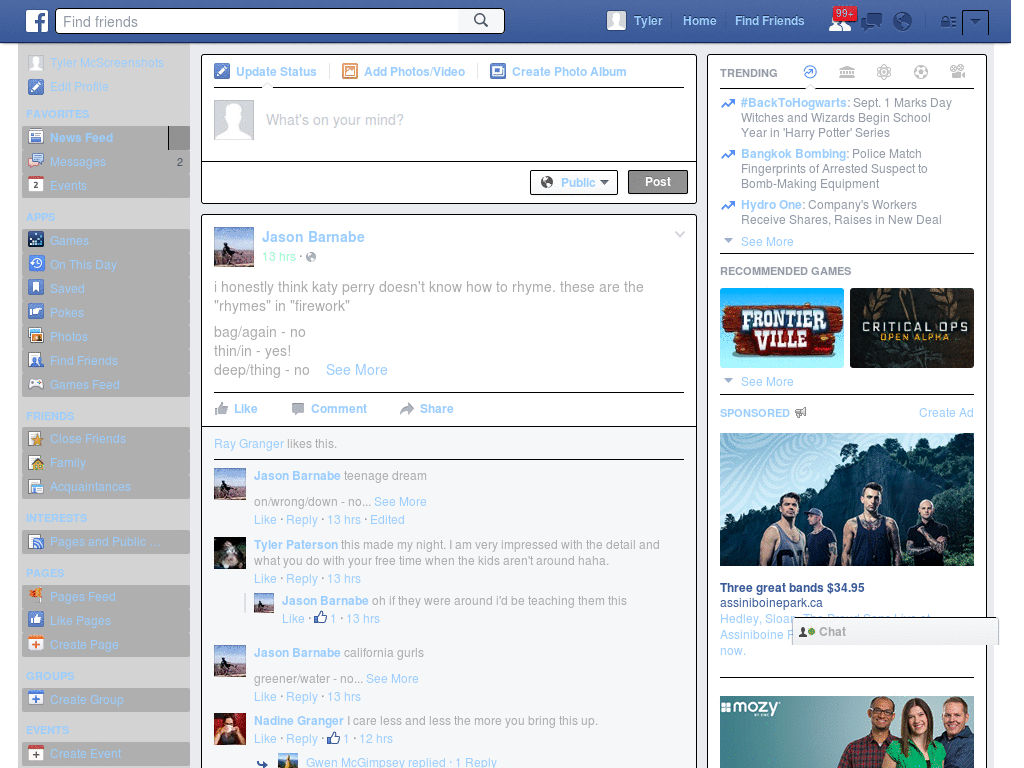 Find friends
Tyler
Home
Find Friends
99+
Tyler McScreenshots
Edit Profile
FAVORITES
News Feed
Messages 2
Events
APPS
Games
On This Day
Saved
Pokes
Photos
Find Friends
Games Feed
FRIENDS
Close Friends
Family
Acquaintances
INTERESTS
Pages and Public ...
PAGES
Pages Feed
Like Pages
Create Page
GROUPS
Create Group
EVENTS
Create Event
Update Status
Add Photos/Video
Create Photo Album
What's on your mind?
Public
Post
Jason Barnabe
13 hrs ·
i honestly think katy perry doesn't know how to rhyme. these are the
"rhymes" in "firework"
bag/again - no
thin/in - yes!
deep/thing - no See More
Like Comment Share
Ray Granger likes this.
Jason Barnabe teenage dream
on/wrong/down - no... See More
Like · Reply · 13 hrs · Edited
Tyler Paterson this made my night. I am very impressed with the detail and
what you do with your free time when the kids aren't around haha.
Like · Reply · 13 hrs
Jason Barnabe oh if they were around i'd be teaching them this
Like · 1 · 13 hrs
Jason Barnabe california gurls
greener/water - no... See More
Like · Reply · 13 hrs
Nadine Granger I care less and less the more you bring this up.
Like · Reply · 1 · 12 hrs
Gwen McGimpsey replied · 1 Reply
TRENDING
#BackToHogwarts: Sept. 1 Marks Day
Witches and Wizards Begin School
Year in 'Harry Potter' Series
Bangkok Bombing: Police Match
Fingerprints of Arrested Suspect to
Bomb-Making Equipment
Hydro One: Company's Workers
Receive Shares, Raises in New Deal
See More
RECOMMENDED GAMES
FRONTIER
VILLE
CRITICAL OPS
OPEN ALPHA
See More
SPONSORED
Create Ad
Three great bands $34.95
assiniboinepark.ca
Hedley, Sloan, The Proud Sons Live at
Assiniboine
now.
Chat
mozy
BY EMC